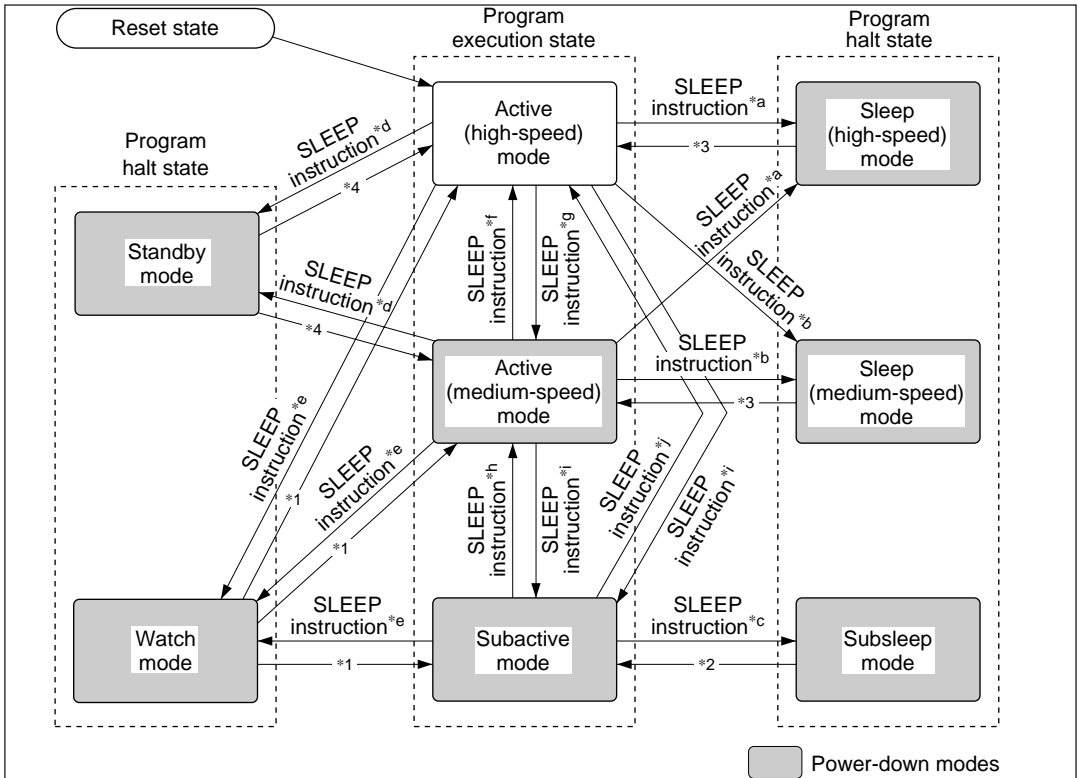 Reset state
Program
execution state
Program
halt state
Program
halt state
Active
(high-speed)
mode
SLEEP
instruction*a
*3
Sleep
(high-speed)
mode
SLEEP
instruction*d
*4
Standby
mode
SLEEP
instruction*d
*4
SLEEP
instruction*f
SLEEP
instruction*g
SLEEP
instruction*a
SLEEP
instruction*b
Active
(medium-speed)
mode
SLEEP
instruction*b
*3
Sleep
(medium-speed)
mode
SLEEP
instruction*e
*1
SLEEP
instruction*e
*1
SLEEP
instruction*h
SLEEP
instruction*i
SLEEP
instruction*j
SLEEP
instruction*i
Watch
mode
SLEEP
instruction*e
*1
Subactive
mode
SLEEP
instruction*c
*2
Subsleep
mode
Power-down modes